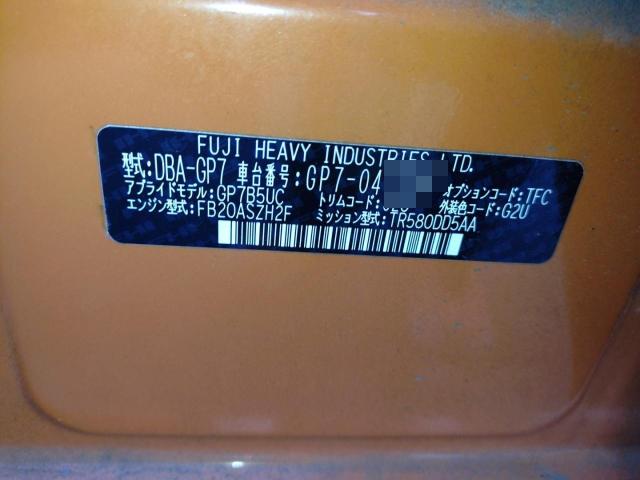 FUJI HEAVY INDUSTRIES LTD.
型式:DBA-GP7 車台番号:GP7-04
アプライドモデル:GP7B5UC トリムコード: オプションコード:TFC
エンジン型式:FB20ASZH2F ミッション型式:TR580DD5AA 外装色コード:G2U